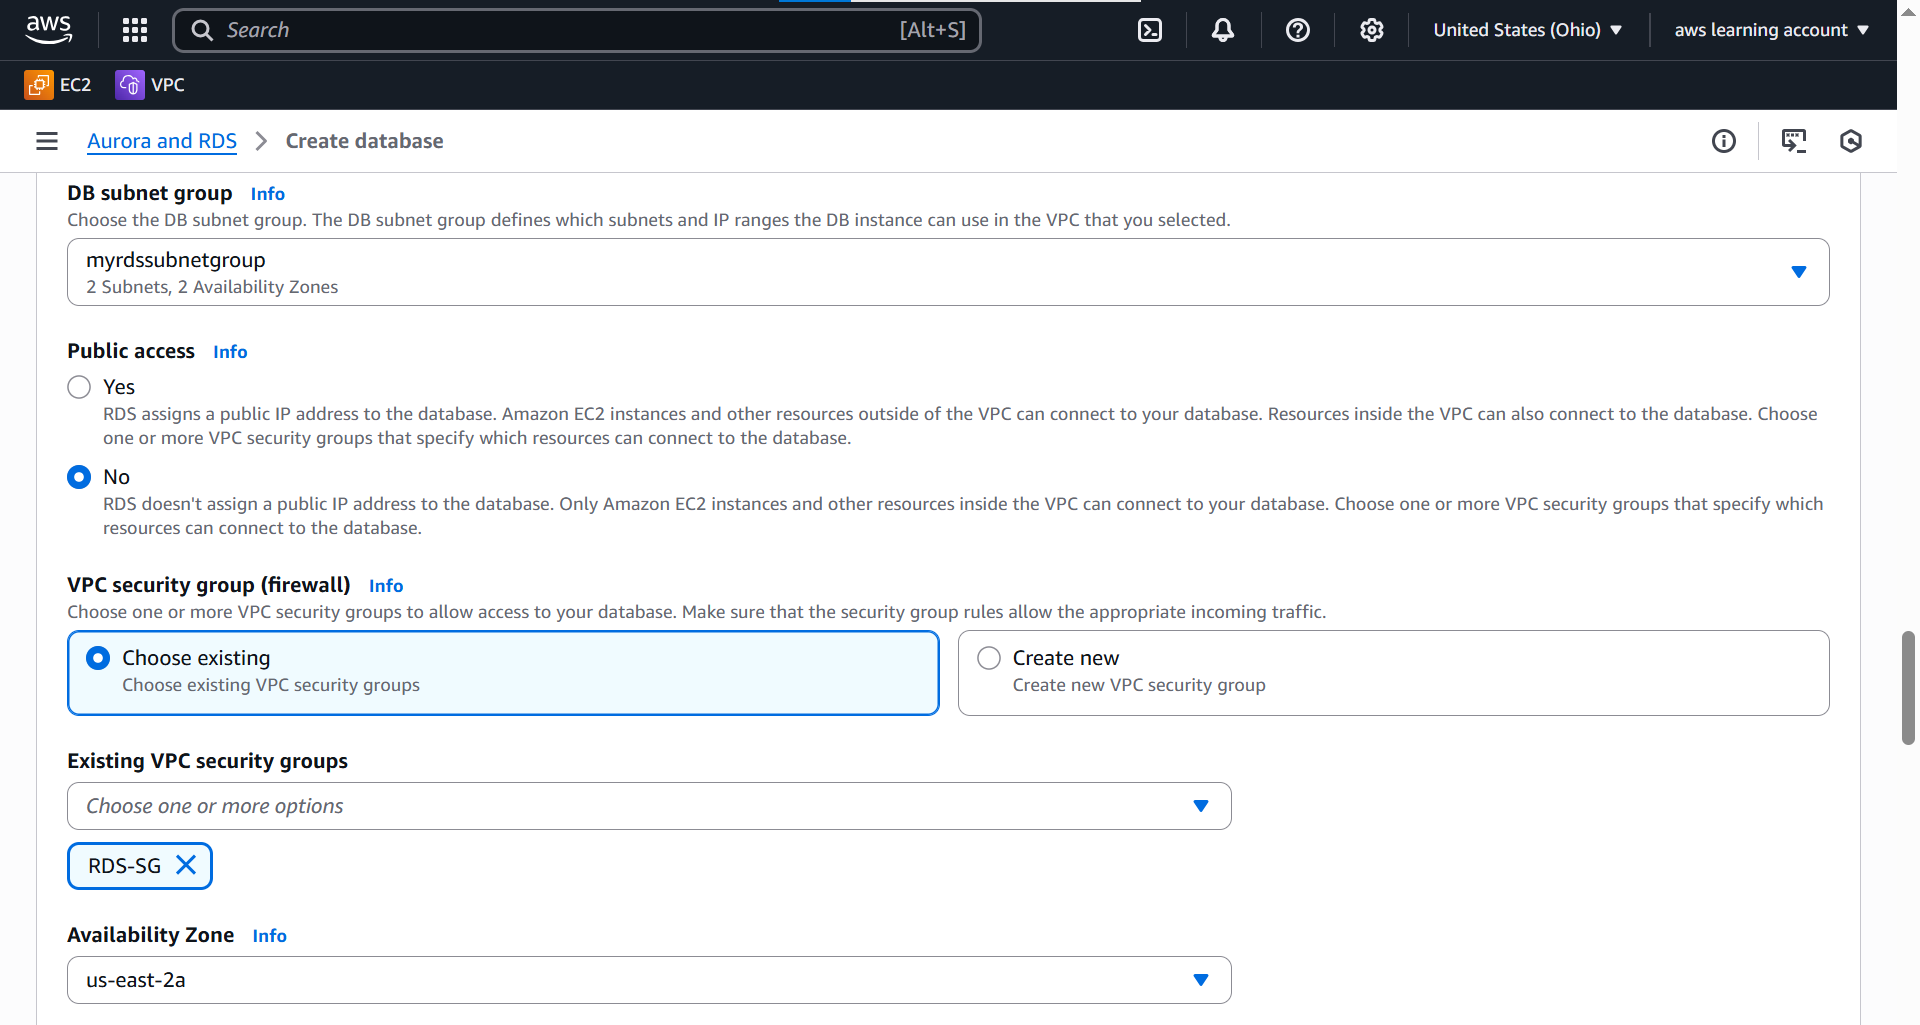 aws
Search [Alt+S]
United States (Ohio)
aws learning account
EC2 VPC
Aurora and RDS Create database
DB subnet group Info
Choose the DB subnet group. The DB subnet group defines which subnets and IP ranges the DB instance can use in the VPC that you selected.
myrdssubnetgroup
2 Subnets, 2 Availability Zones
Public access Info
Yes
RDS assigns a public IP address to the database. Amazon EC2 instances and other resources outside of the VPC can connect to your database. Resources inside the VPC can also connect to the database. Choose
one or more VPC security groups that specify which resources can connect to the database.
No
RDS doesn't assign a public IP address to the database. Only Amazon EC2 instances and other resources inside the VPC can connect to your database. Choose one or more VPC security groups that specify which
resources can connect to the database.
VPC security group (firewall) Info
Choose one or more VPC security groups to allow access to your database. Make sure that the security group rules allow the appropriate incoming traffic.
Choose existing
Choose existing VPC security groups
Create new
Create new VPC security group
Existing VPC security groups
Choose one or more options
RDS-SG
Availability Zone Info
us-east-2a